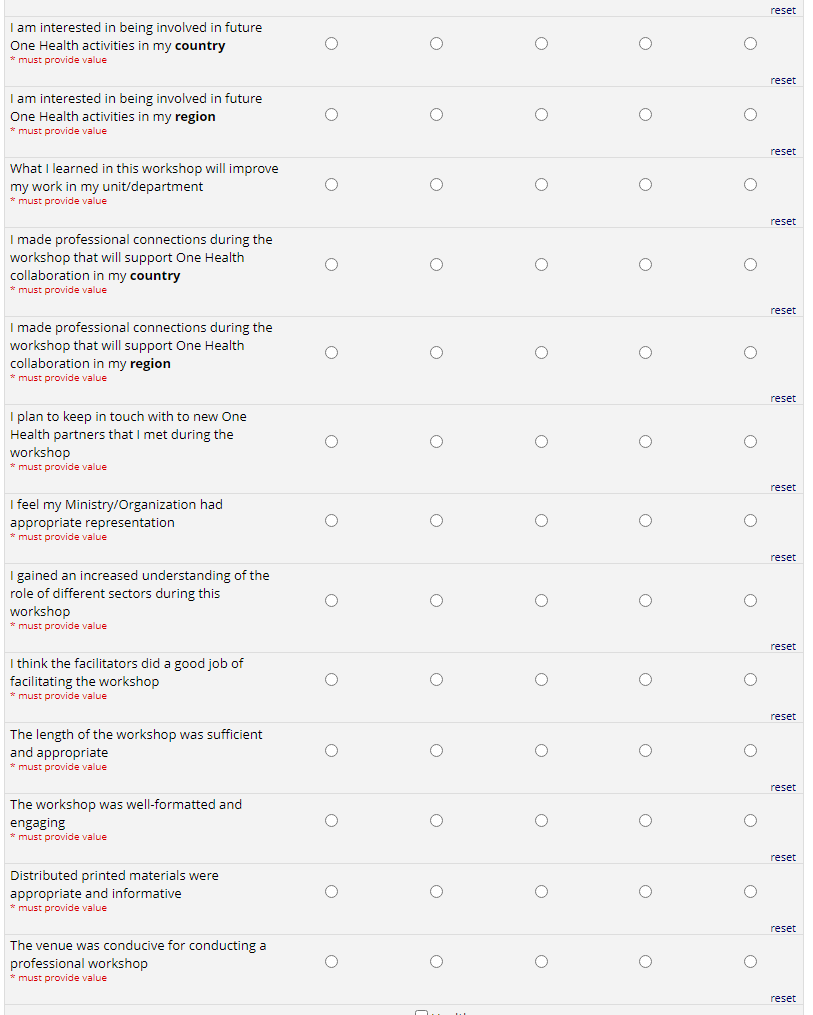 reset
I am interested in being involved in future
One Health activities in my country
* must provide value
reset
I am interested in being involved in future
One Health activities in my region
* must provide value
reset
What I learned in this workshop will improve
my work in my unit/department
* must provide value
reset
I made professional connections during the
workshop that will support One Health
collaboration in my country
* must provide value
reset
I made professional connections during the
workshop that will support One Health
collaboration in my region
* must provide value
reset
I plan to keep in touch with to new One
Health partners that I met during the
workshop
* must provide value
reset
I feel my Ministry/Organization had
appropriate representation
* must provide value
reset
I gained an increased understanding of the
role of different sectors during this
workshop
* must provide value
reset
I think the facilitators did a good job of
facilitating the workshop
* must provide value
reset
The length of the workshop was sufficient
and appropriate
* must provide value
reset
The workshop was well-formatted and
engaging
* must provide value
reset
Distributed printed materials were
appropriate and informative
* must provide value
reset
The venue was conducive for conducting a
professional workshop
* must provide value
reset